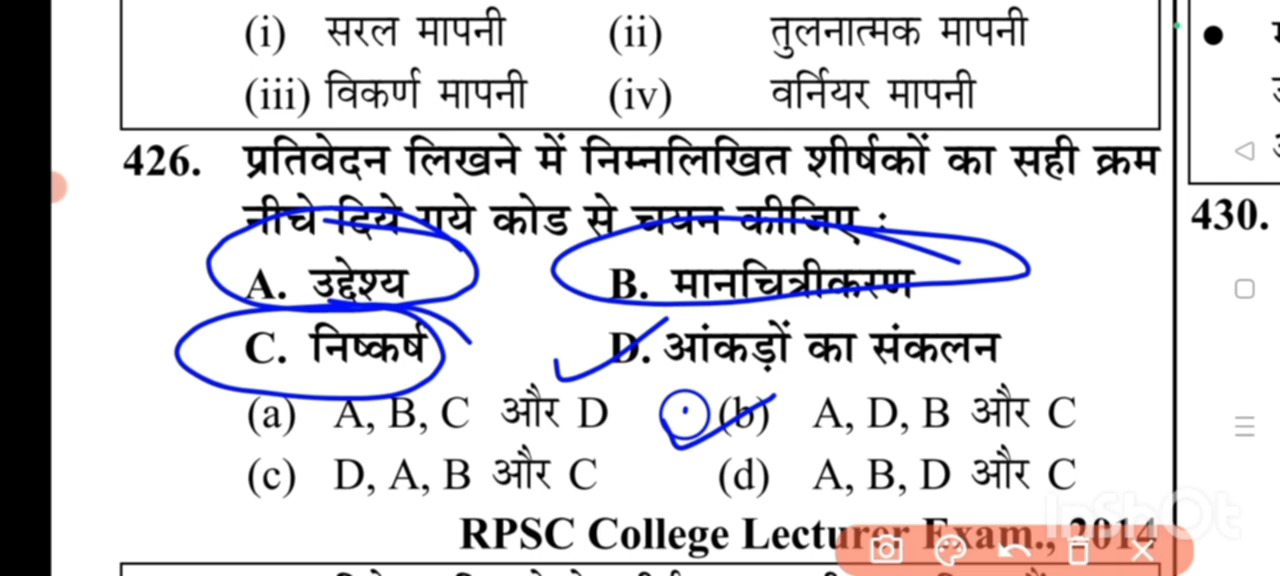 (i) सरल मापनी (ii) तुलनात्मक मापनी
(iii) विकर्ण मापनी (iv) वर्नियर मापनी
426. प्रतिवेदन लिखने में निम्नलिखित शीर्षकों का सही क्रम
नीचे दिये गये कोड से चयन कीजिए :
A. उद्देश्य B. मानचित्रीकरण
C. निष्कर्ष D. आंकड़ों का संकलन
(a) A, B, C और D (b) A, D, B और C
(c) D, A, B और C (d) A, B, D और C
RPSC College Lecturer Exam., 2014
430.
InShOt